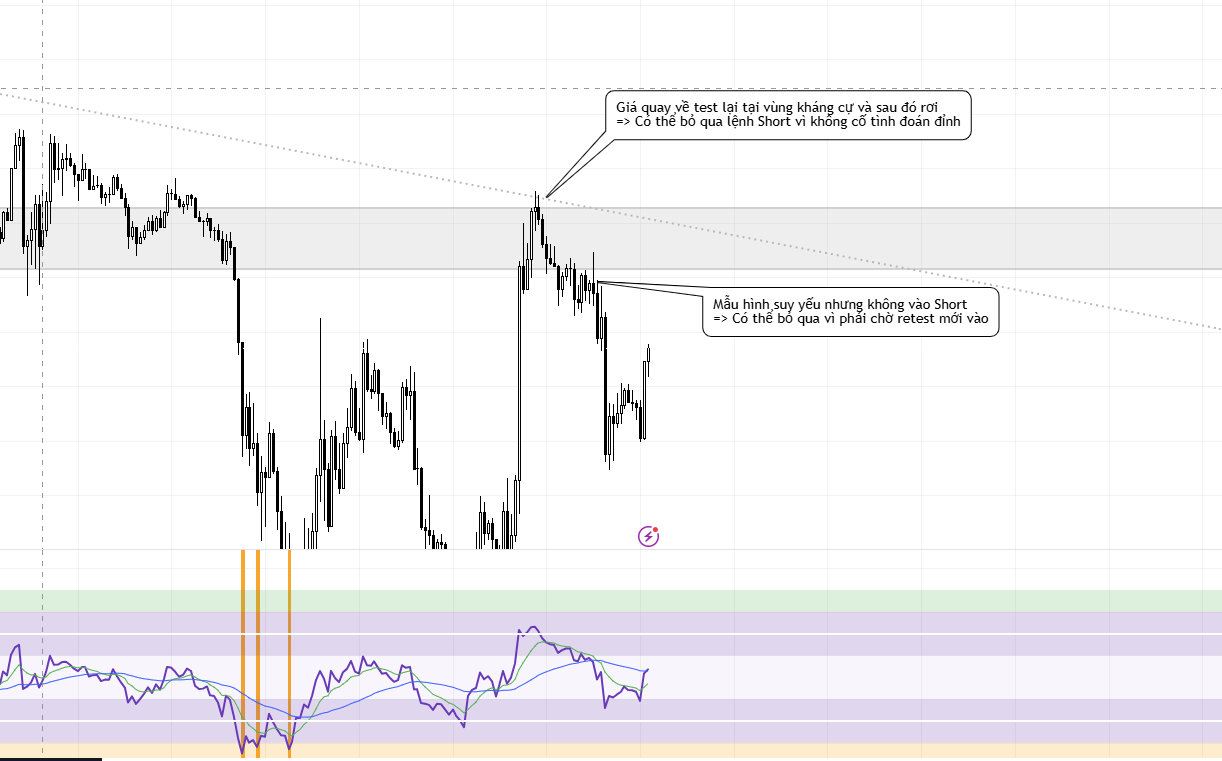 Giá quay về test lại tại vùng kháng cự và sau đó rơi
=> Có thể bỏ qua lệnh Short vì không cố tình đoán đỉnh
Mẫu hình suy yếu nhưng không vào Short
=> Có thể bỏ qua vì phải chờ retest mới vào